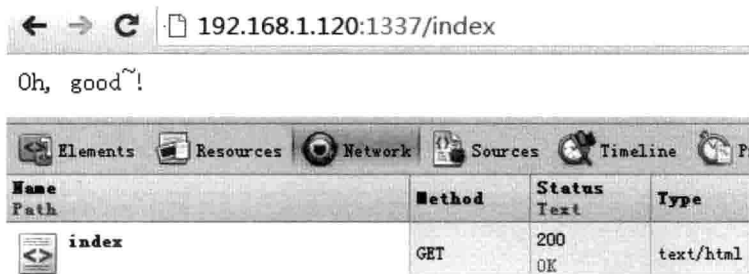 192.168.1.120:1337/index
Oh, good~!
Elements Resources Network Sources Timeline
Name Path Method Status Text Type
index GET 200 OK text/html